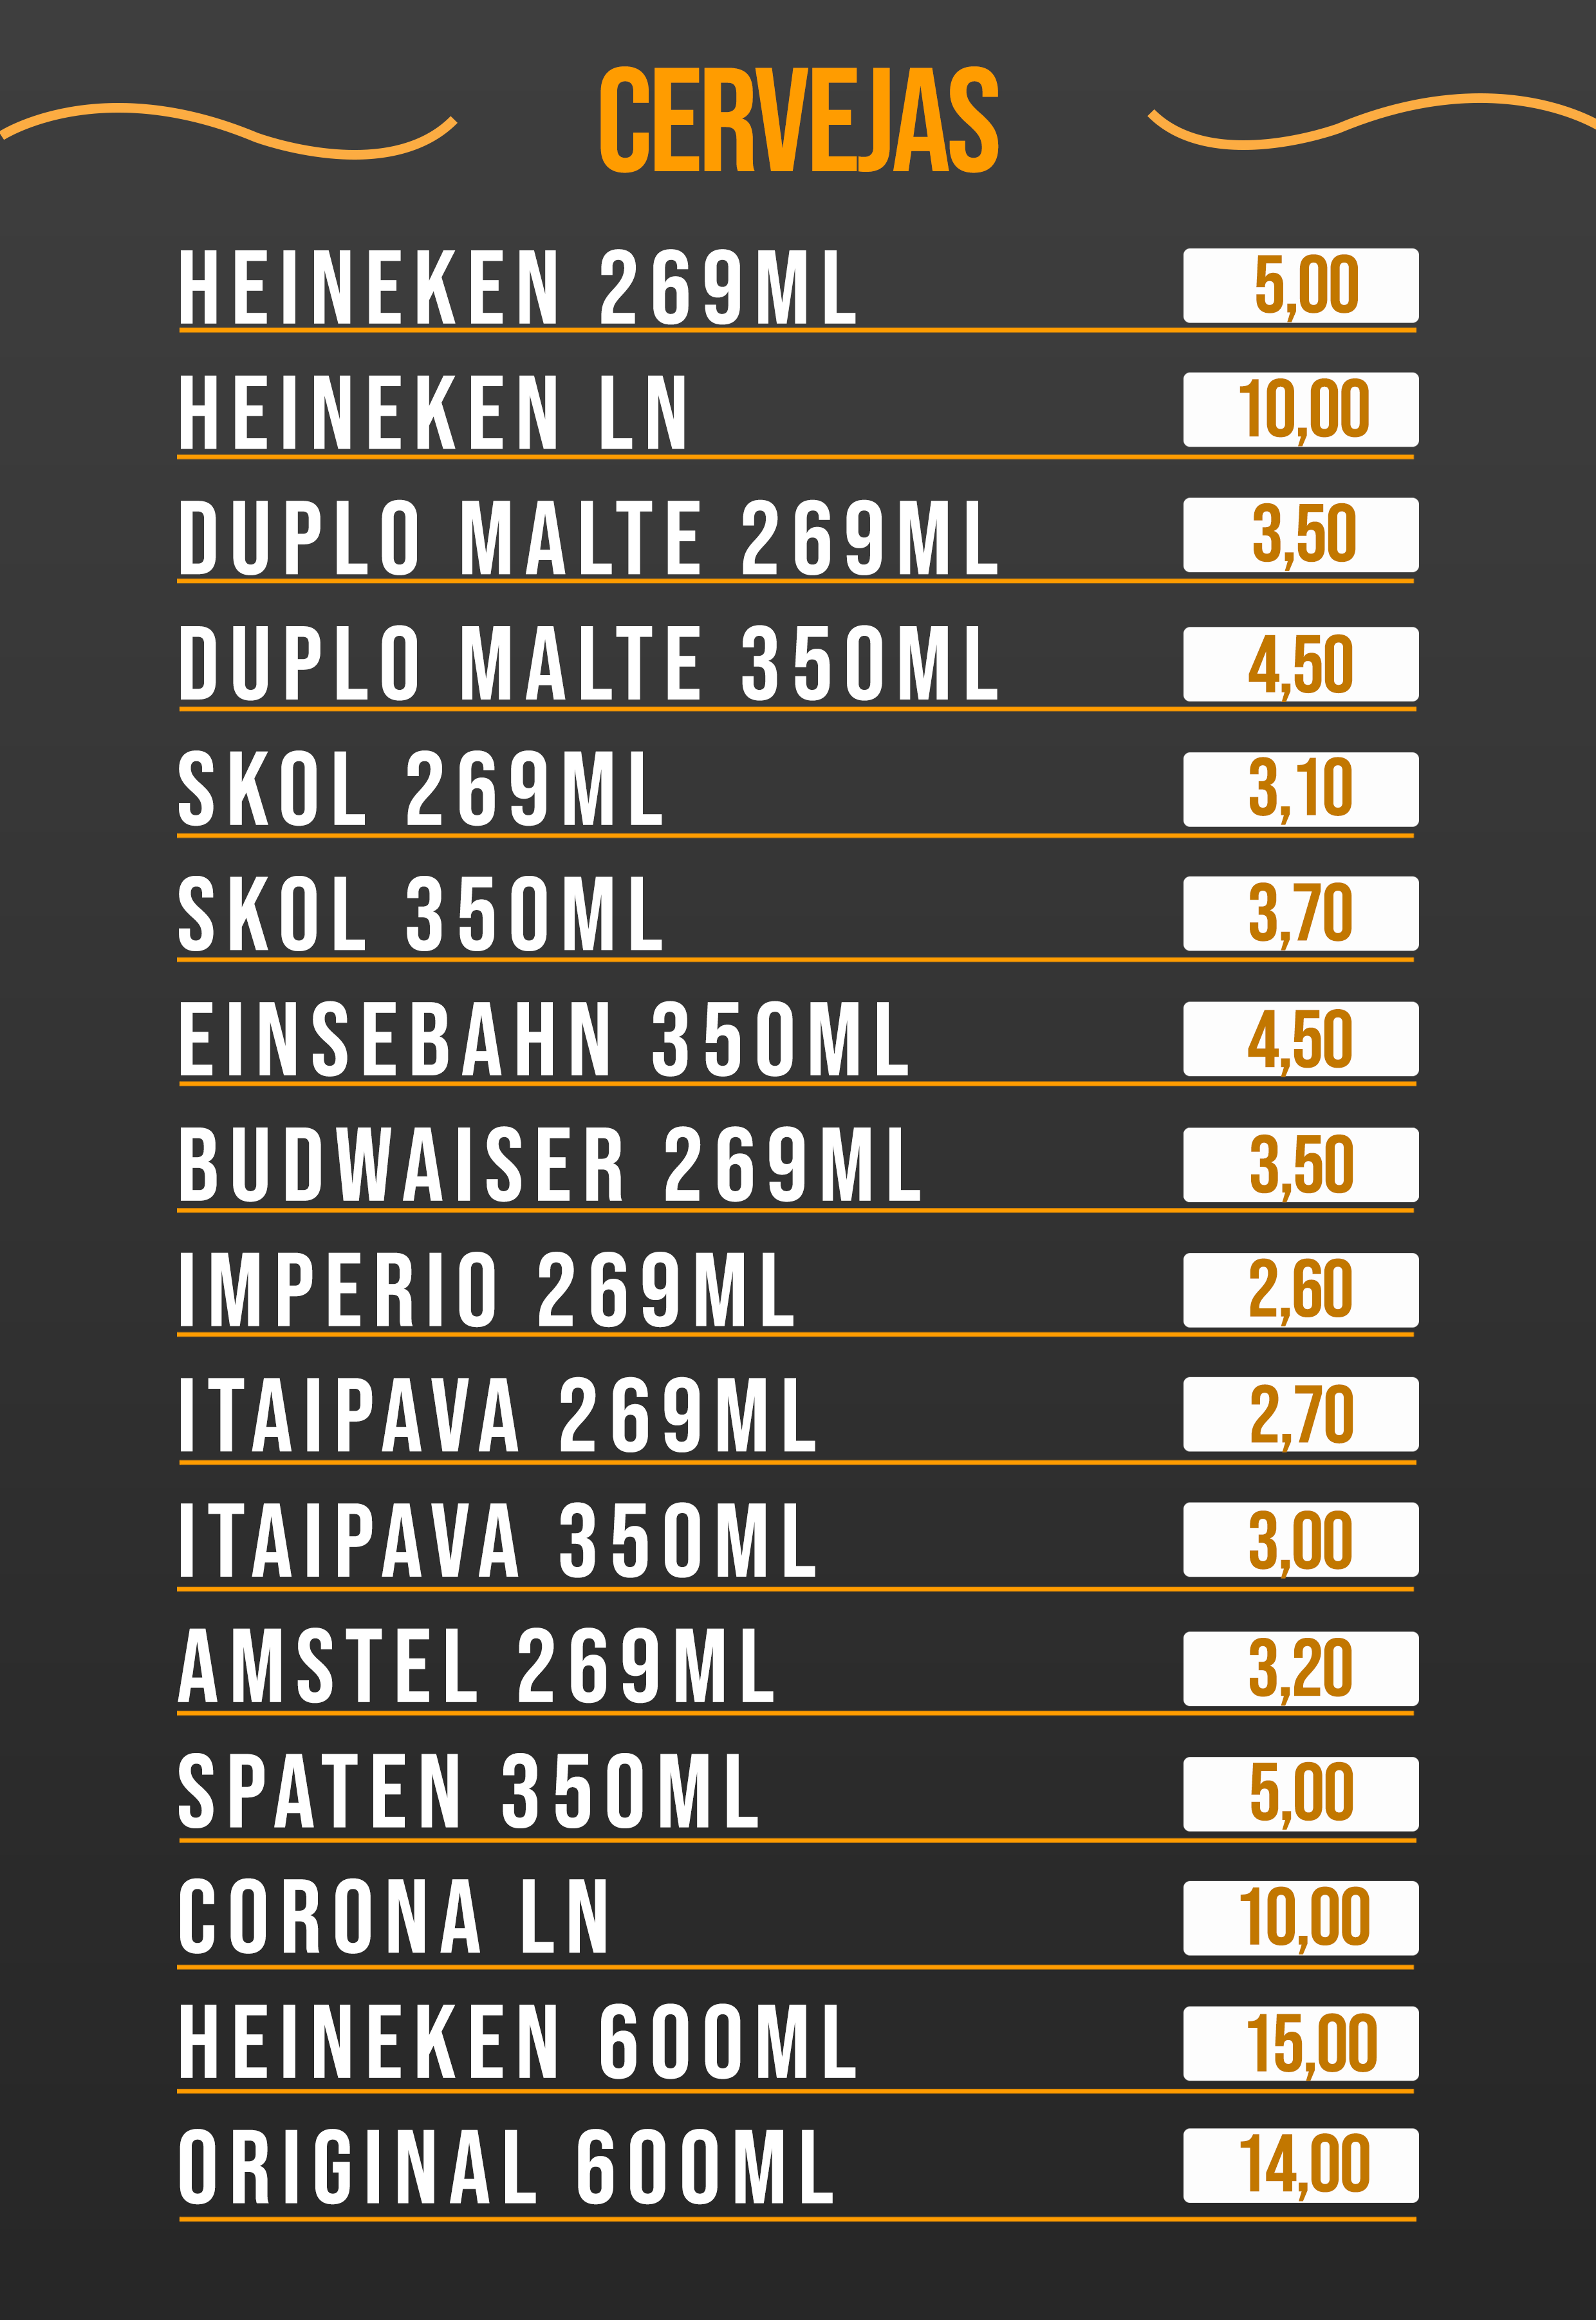 CERVEJAS
HEINEKEN 269ML 5,00
HEINEKEN LN 10,00
DUPLO MALTE 269ML 3,50
DUPLO MALTE 350ML 4,50
SKOL 269ML 3,10
SKOL 350ML 3,70
EINSEBAHN 350ML 4,50
BUDWAISER 269ML 3,50
IMPERIO 269ML 2,60
ITAIPAVA 269ML 2,70
ITAIPAVA 350ML 3,00
AMSTEL 269ML 3,20
SPATEN 350ML 5,00
CORONA LN 10,00
HEINEKEN 600ML 15,00
ORIGINAL 600ML 14,00